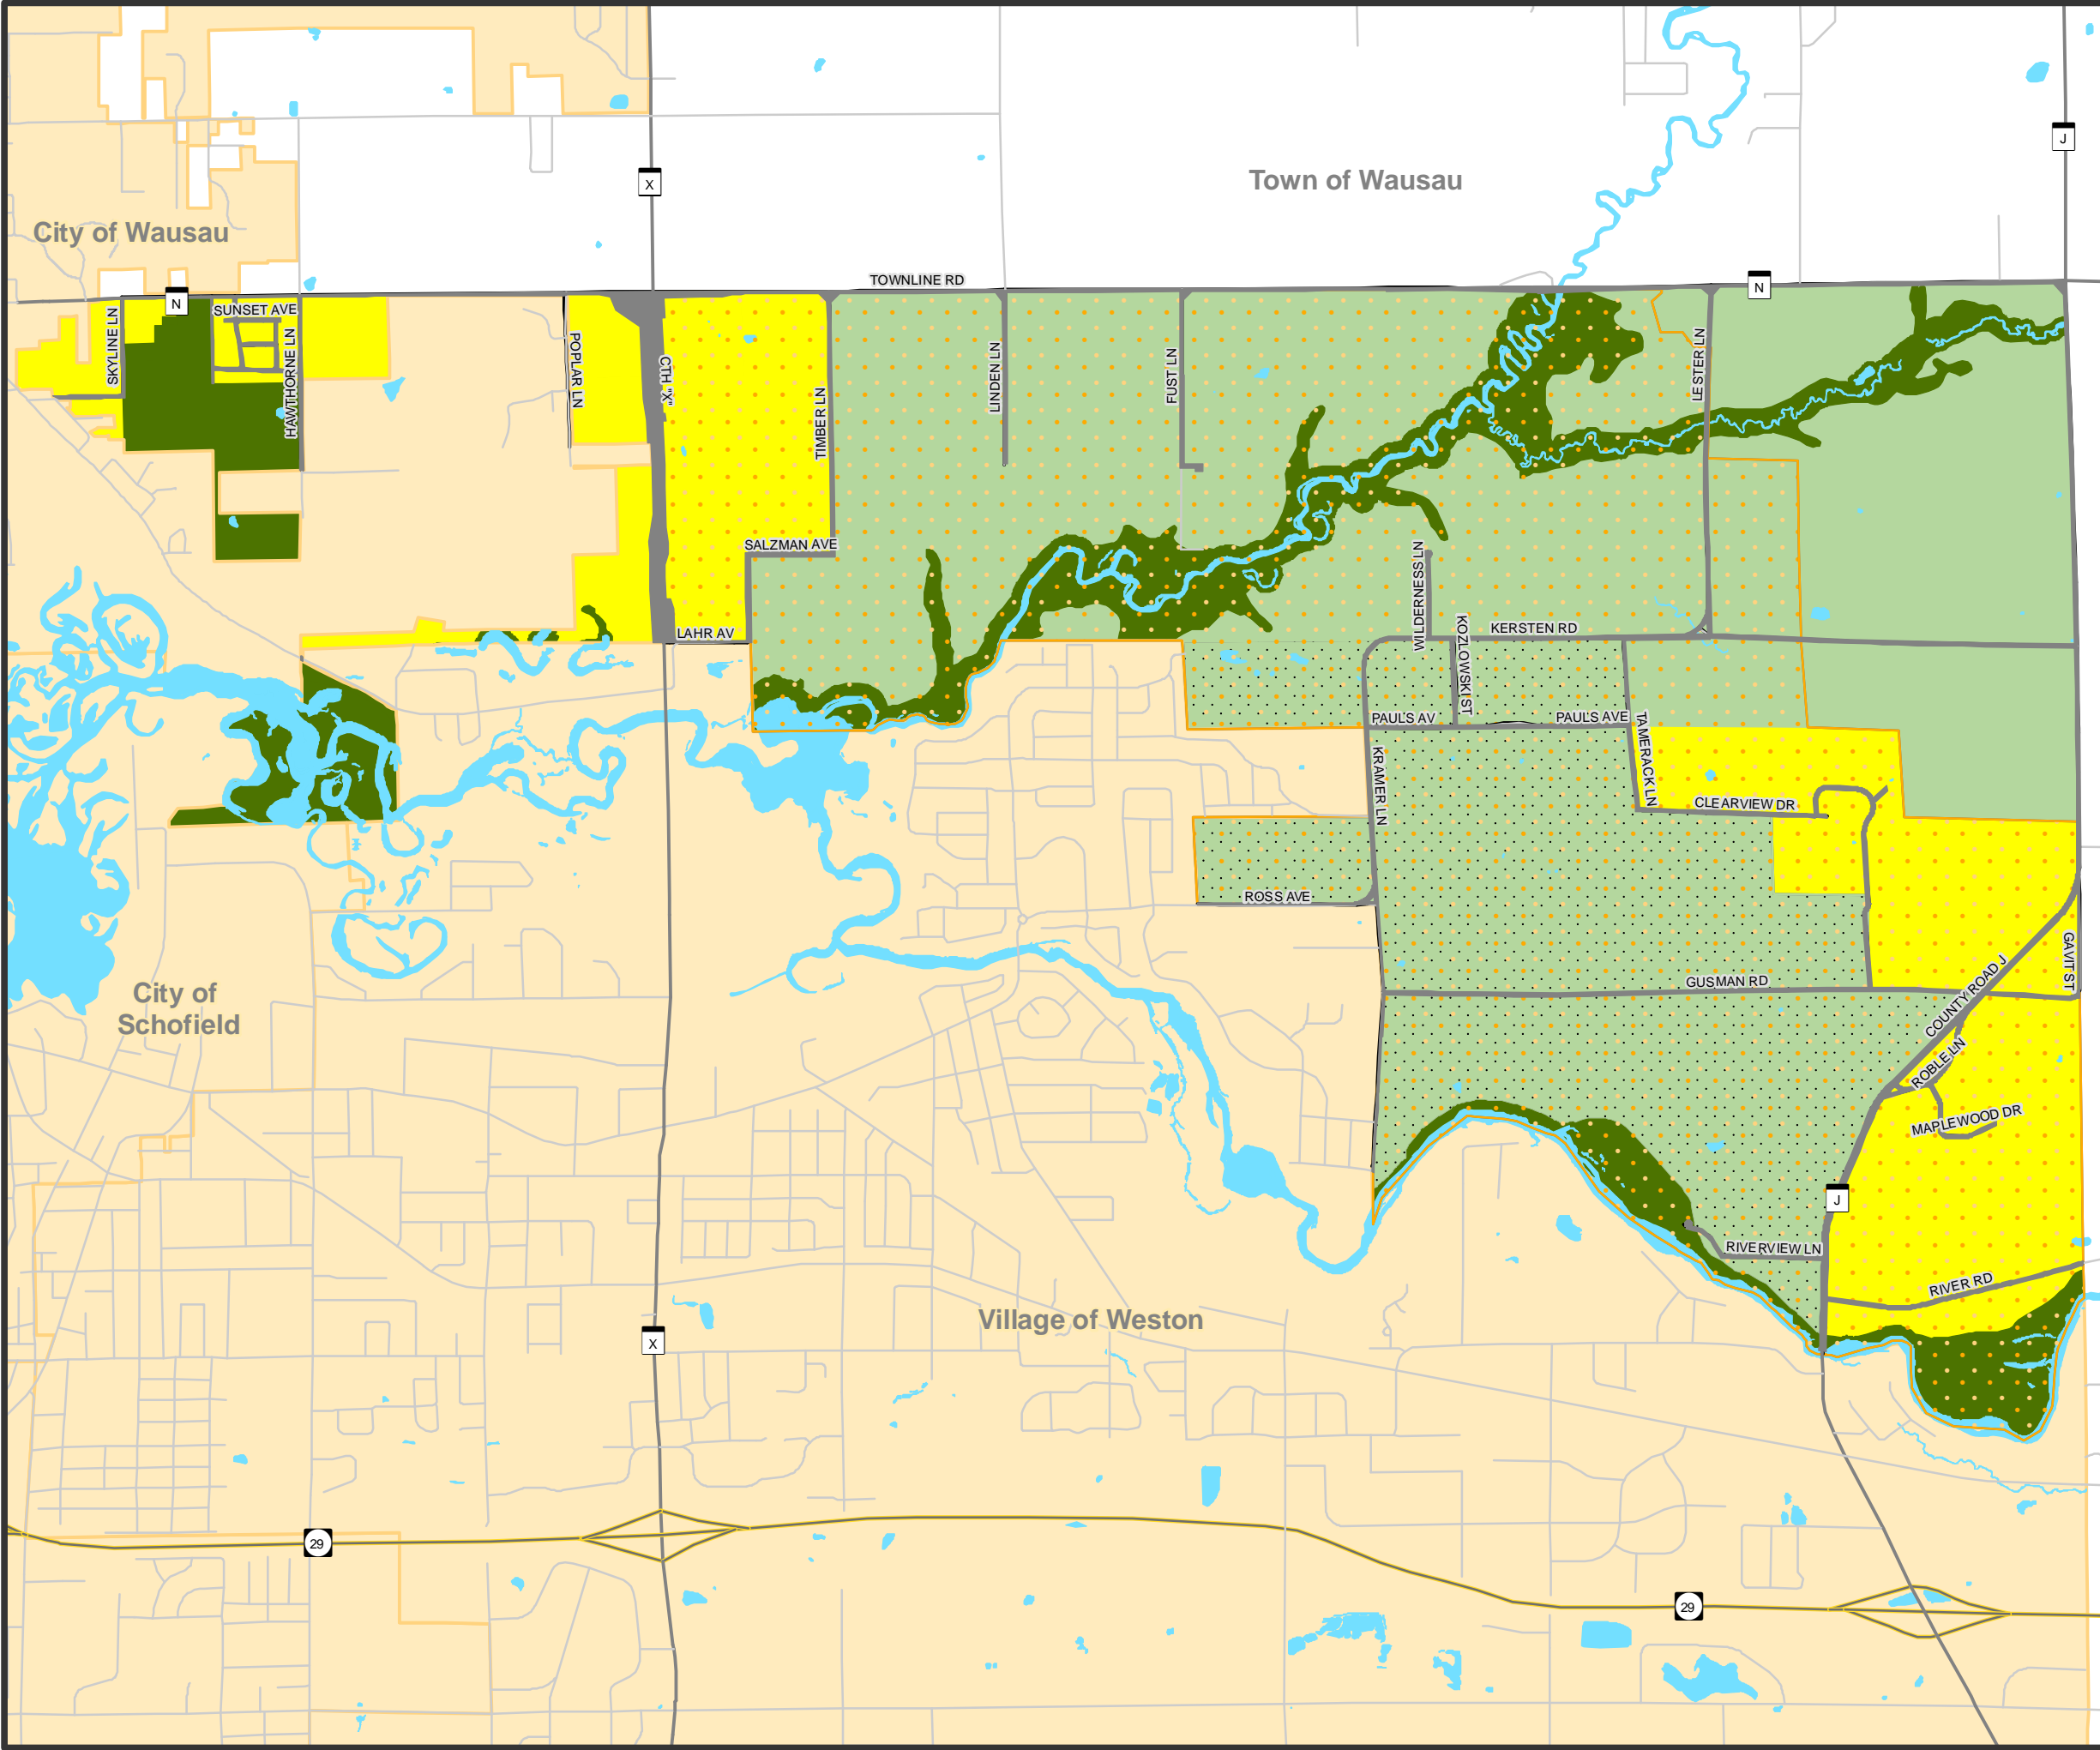 J
X
Town of Wausau
City of Wausau
TOWNLINE RD
N
N
SUNSET AVE
SKYLINE LN
HAWTHORNE LN
POPLAR LN
CTH "X"
TIMBER LN
LINDEN LN
FUST LN
LESTER LN
SALZMAN AVE
WILDERNESS LN
LAHR AV
KERSTEN RD
KOZLOWSKI ST
PAULS AV
PAULS AVE
TAMERACK LN
KRAMER LN
CLEARVIEW DR
ROSS AVE
GAVIT ST
GUSMAN RD
COUNTY ROAD J
City of
Schofield
ROBLE LN
MAPLEWOOD DR
J
RIVERVIEW LN
RIVER RD
Village of Weston
X
29
29